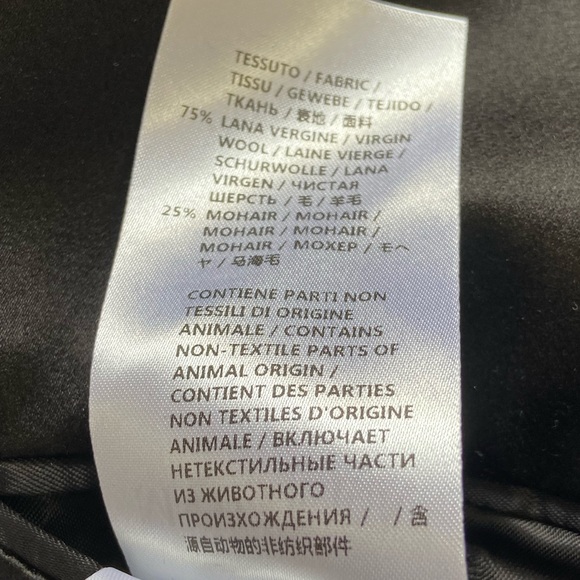 TESSUTO / FABRIC /
TISSU / GEWEBE / TEJIDO /
ТКАНЬ / 表地 / 面料
75% LANA VERGINE / VIRGIN
WOOL / LAINE VIERGE /
SCHURWOLLE / LANA
VIRGEN / ЧИСТАЯ
ШЕРСТЬ / 毛 / 羊毛
25% MOHAIR / MOHAIR /
MOHAIR / MOHAIR /
MOHAIR / МОХЕР / モヘ
ヤ / 马海毛
CONTIENE PARTI NON
TESSILI DI ORIGINE
ANIMALE / CONTAINS
NON-TEXTILE PARTS OF
ANIMAL ORIGIN /
CONTIENT DES PARTIES
NON TEXTILES D'ORIGINE
ANIMALE / ВКЛЮЧАЕТ
НЕТЕКСТИЛЬНЫЕ ЧАСТИ
ИЗ ЖИВОТНОГО
ПРОИЗХОЖДЕНИЯ / / 含
源自动物的非纺织部件